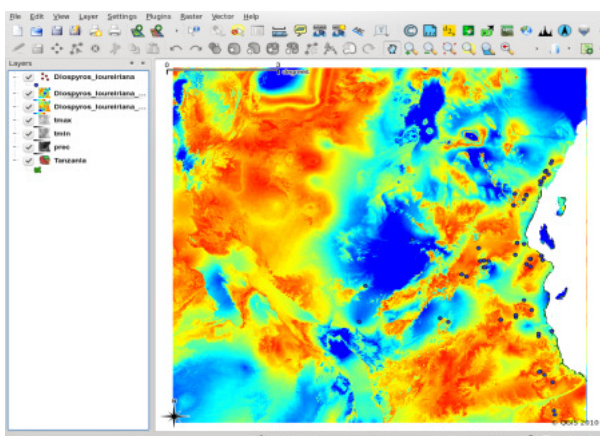 File Edit View Layer Settings Plugins Raster Vector Help
Layers
Diospyros_loureiriana
Diospyros_loureiriana_...
Diospyros_loureiriana_...
tmax
tmin
prec
Tanzania
0
degrees
© QGIS 2010